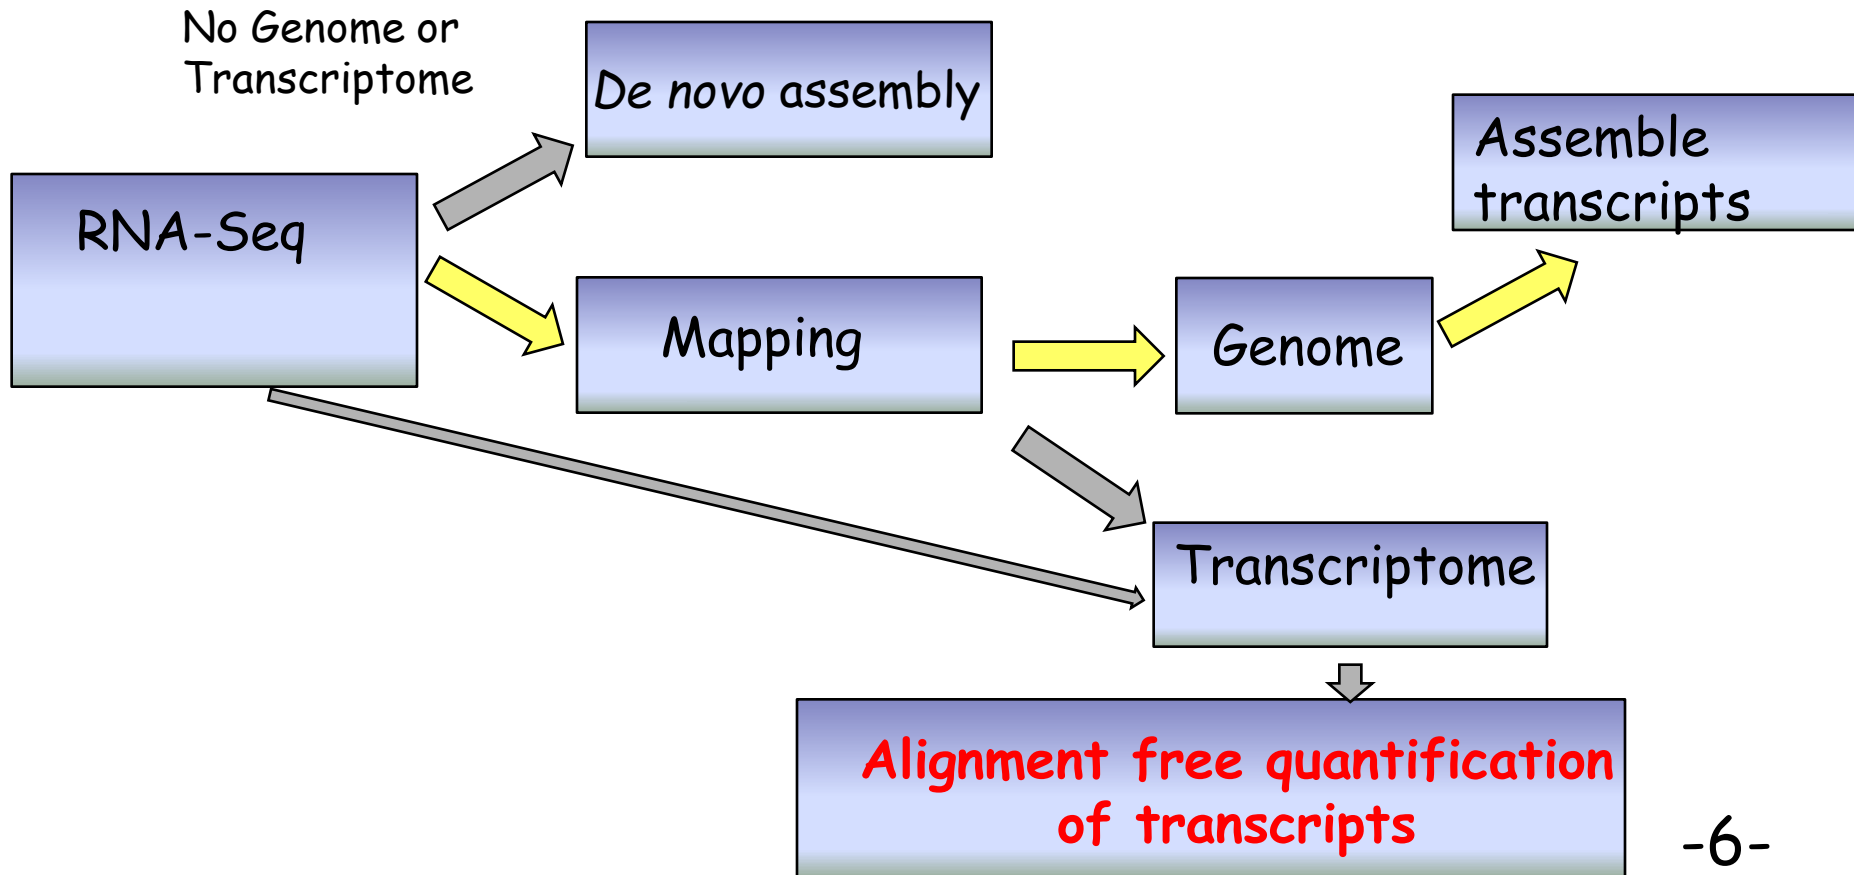 No Genome or
Transcriptome
De novo assembly
Assemble
transcripts
RNA-Seq
Mapping
Genome
Transcriptome
Alignment free quantification
of transcripts
-6-